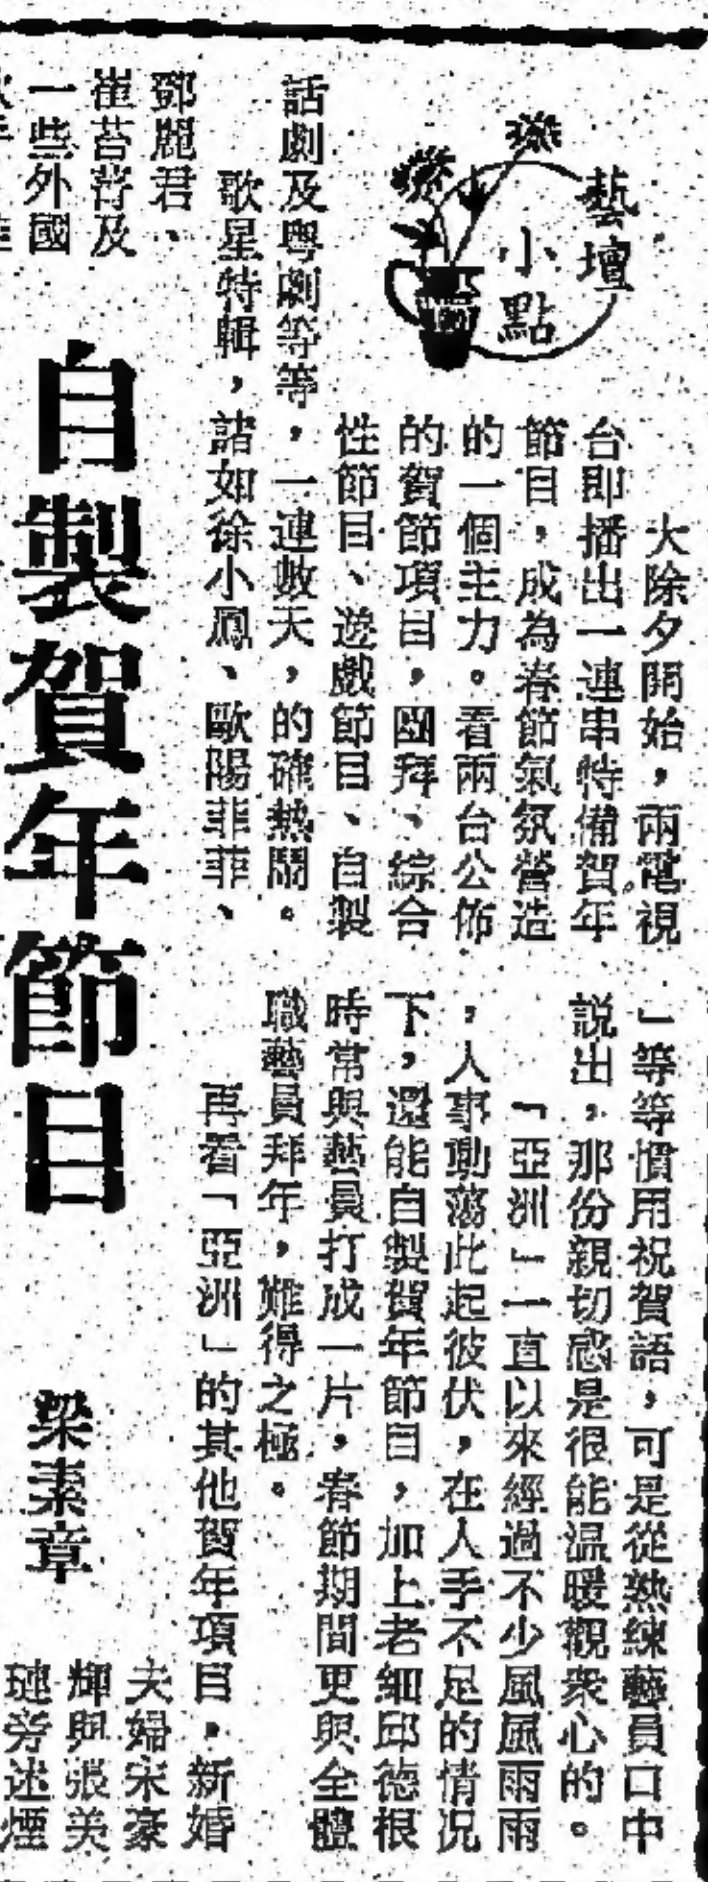 藝壇
小點
大除夕開始,兩電視
台即播出一連串特備賀年
節目,成為春節氣氛營造
的一個主力。看兩台公佈
的賀節項目,團拜、綜合
性節目、遊戲節目、自製
話劇及粵劇等等,一連數天,的確熱鬧。
歌星特輯,諸如徐小鳳、歐陽菲菲、
鄧麗君、
崔苔菁及
一些外國
自製賀年節目
梁素章
」等等慣用祝賀語,可是從熟練藝員口中
說出,那份親切感是很能温暖觀衆心的。
「亞洲」一直以來經過不少風風雨雨
,人事動蕩此起彼伏,在人手不足的情況
下,還能自製賀年節目,加上老細邱德根
時常與藝員打成一片,春節期間更與全體
職藝員拜年,難得之極。
再看「亞洲」的其他賀年項目,新婚
夫婦宋豪
輝與張美
璉旁述煙